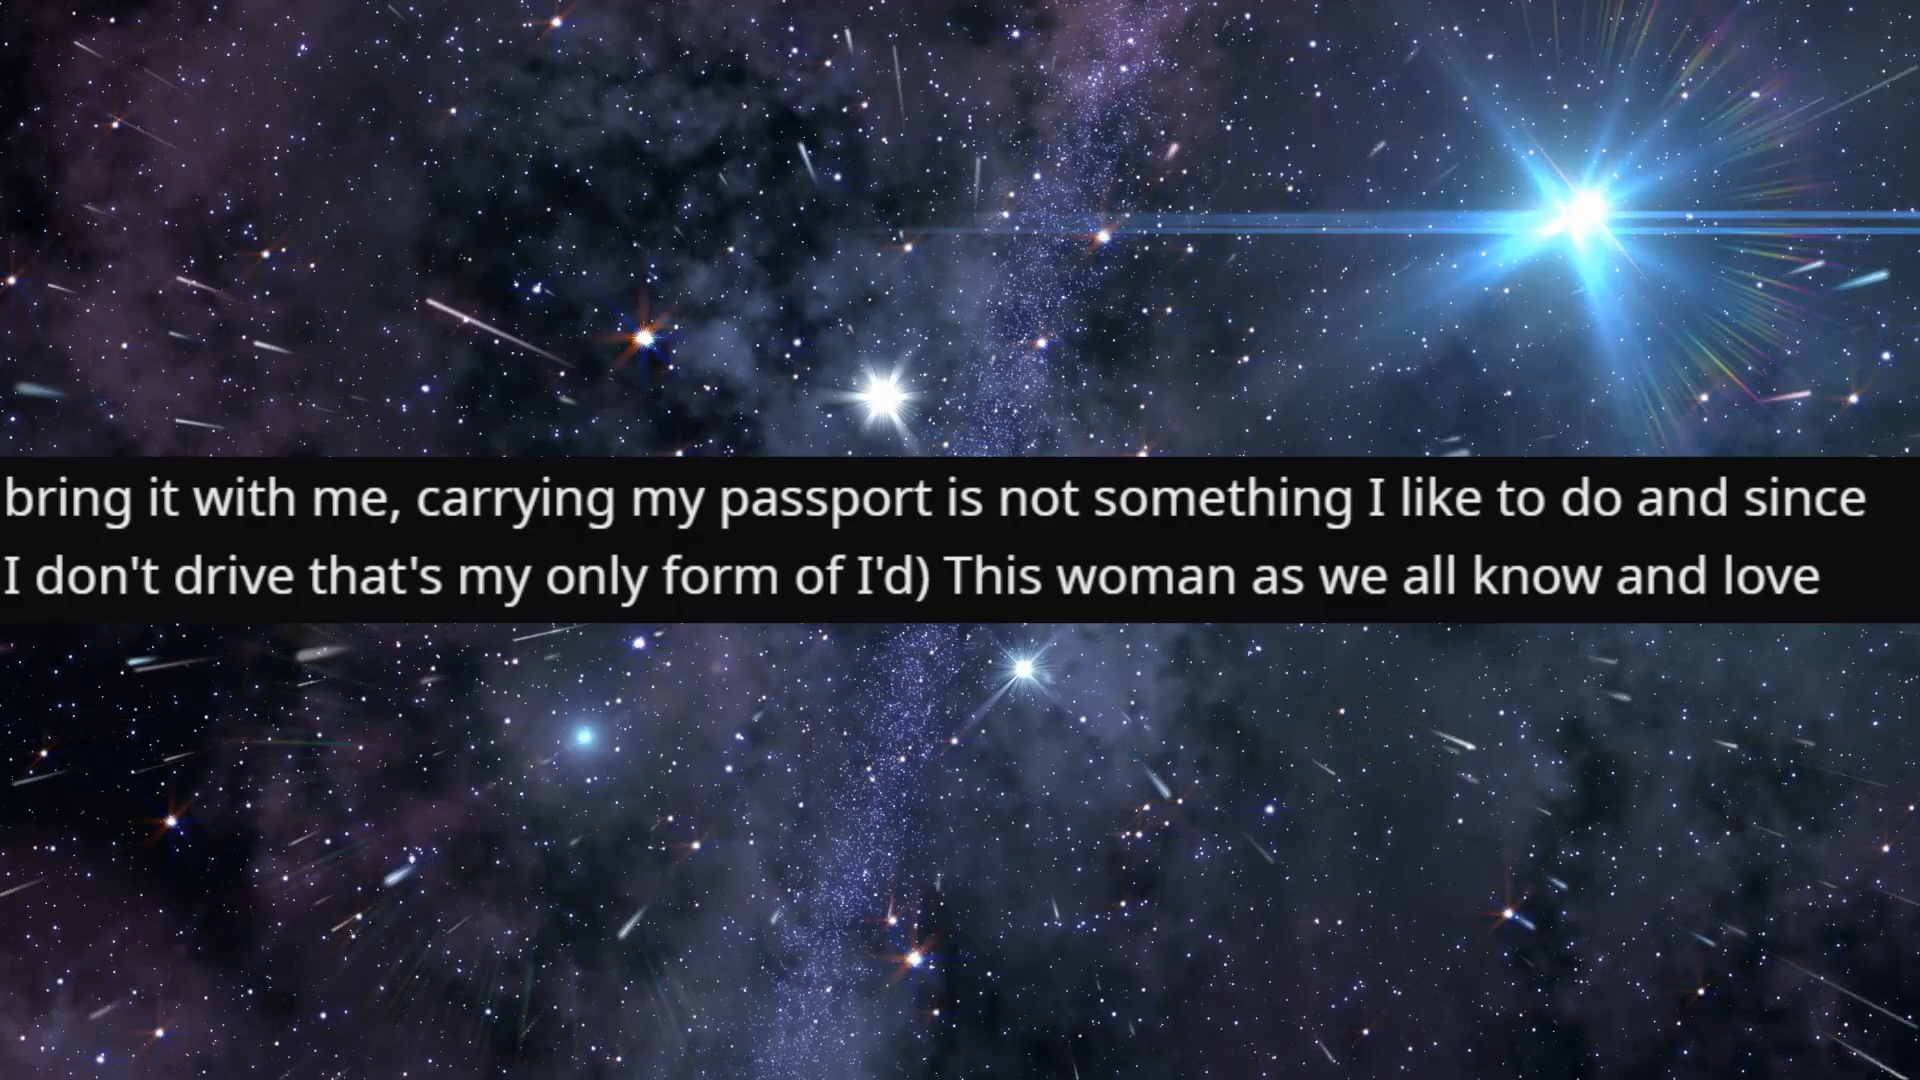 bring it with me, carrying my passport is not something I like to do and since
I don't drive that's my only form of I'd) This woman as we all know and love